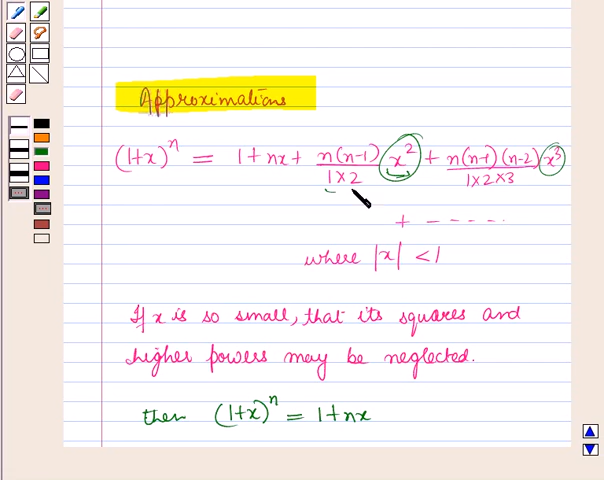 Approximations
(1+x)^n = 1 + nx + n(n-1)/1×2 x^2 + n(n-1)(n-2)/1×2×3 x^3
+ - - - - - ..
where |x| < 1
If x is so small, that its squares and
higher powers may be neglected.
then (1+x)^n = 1+nx